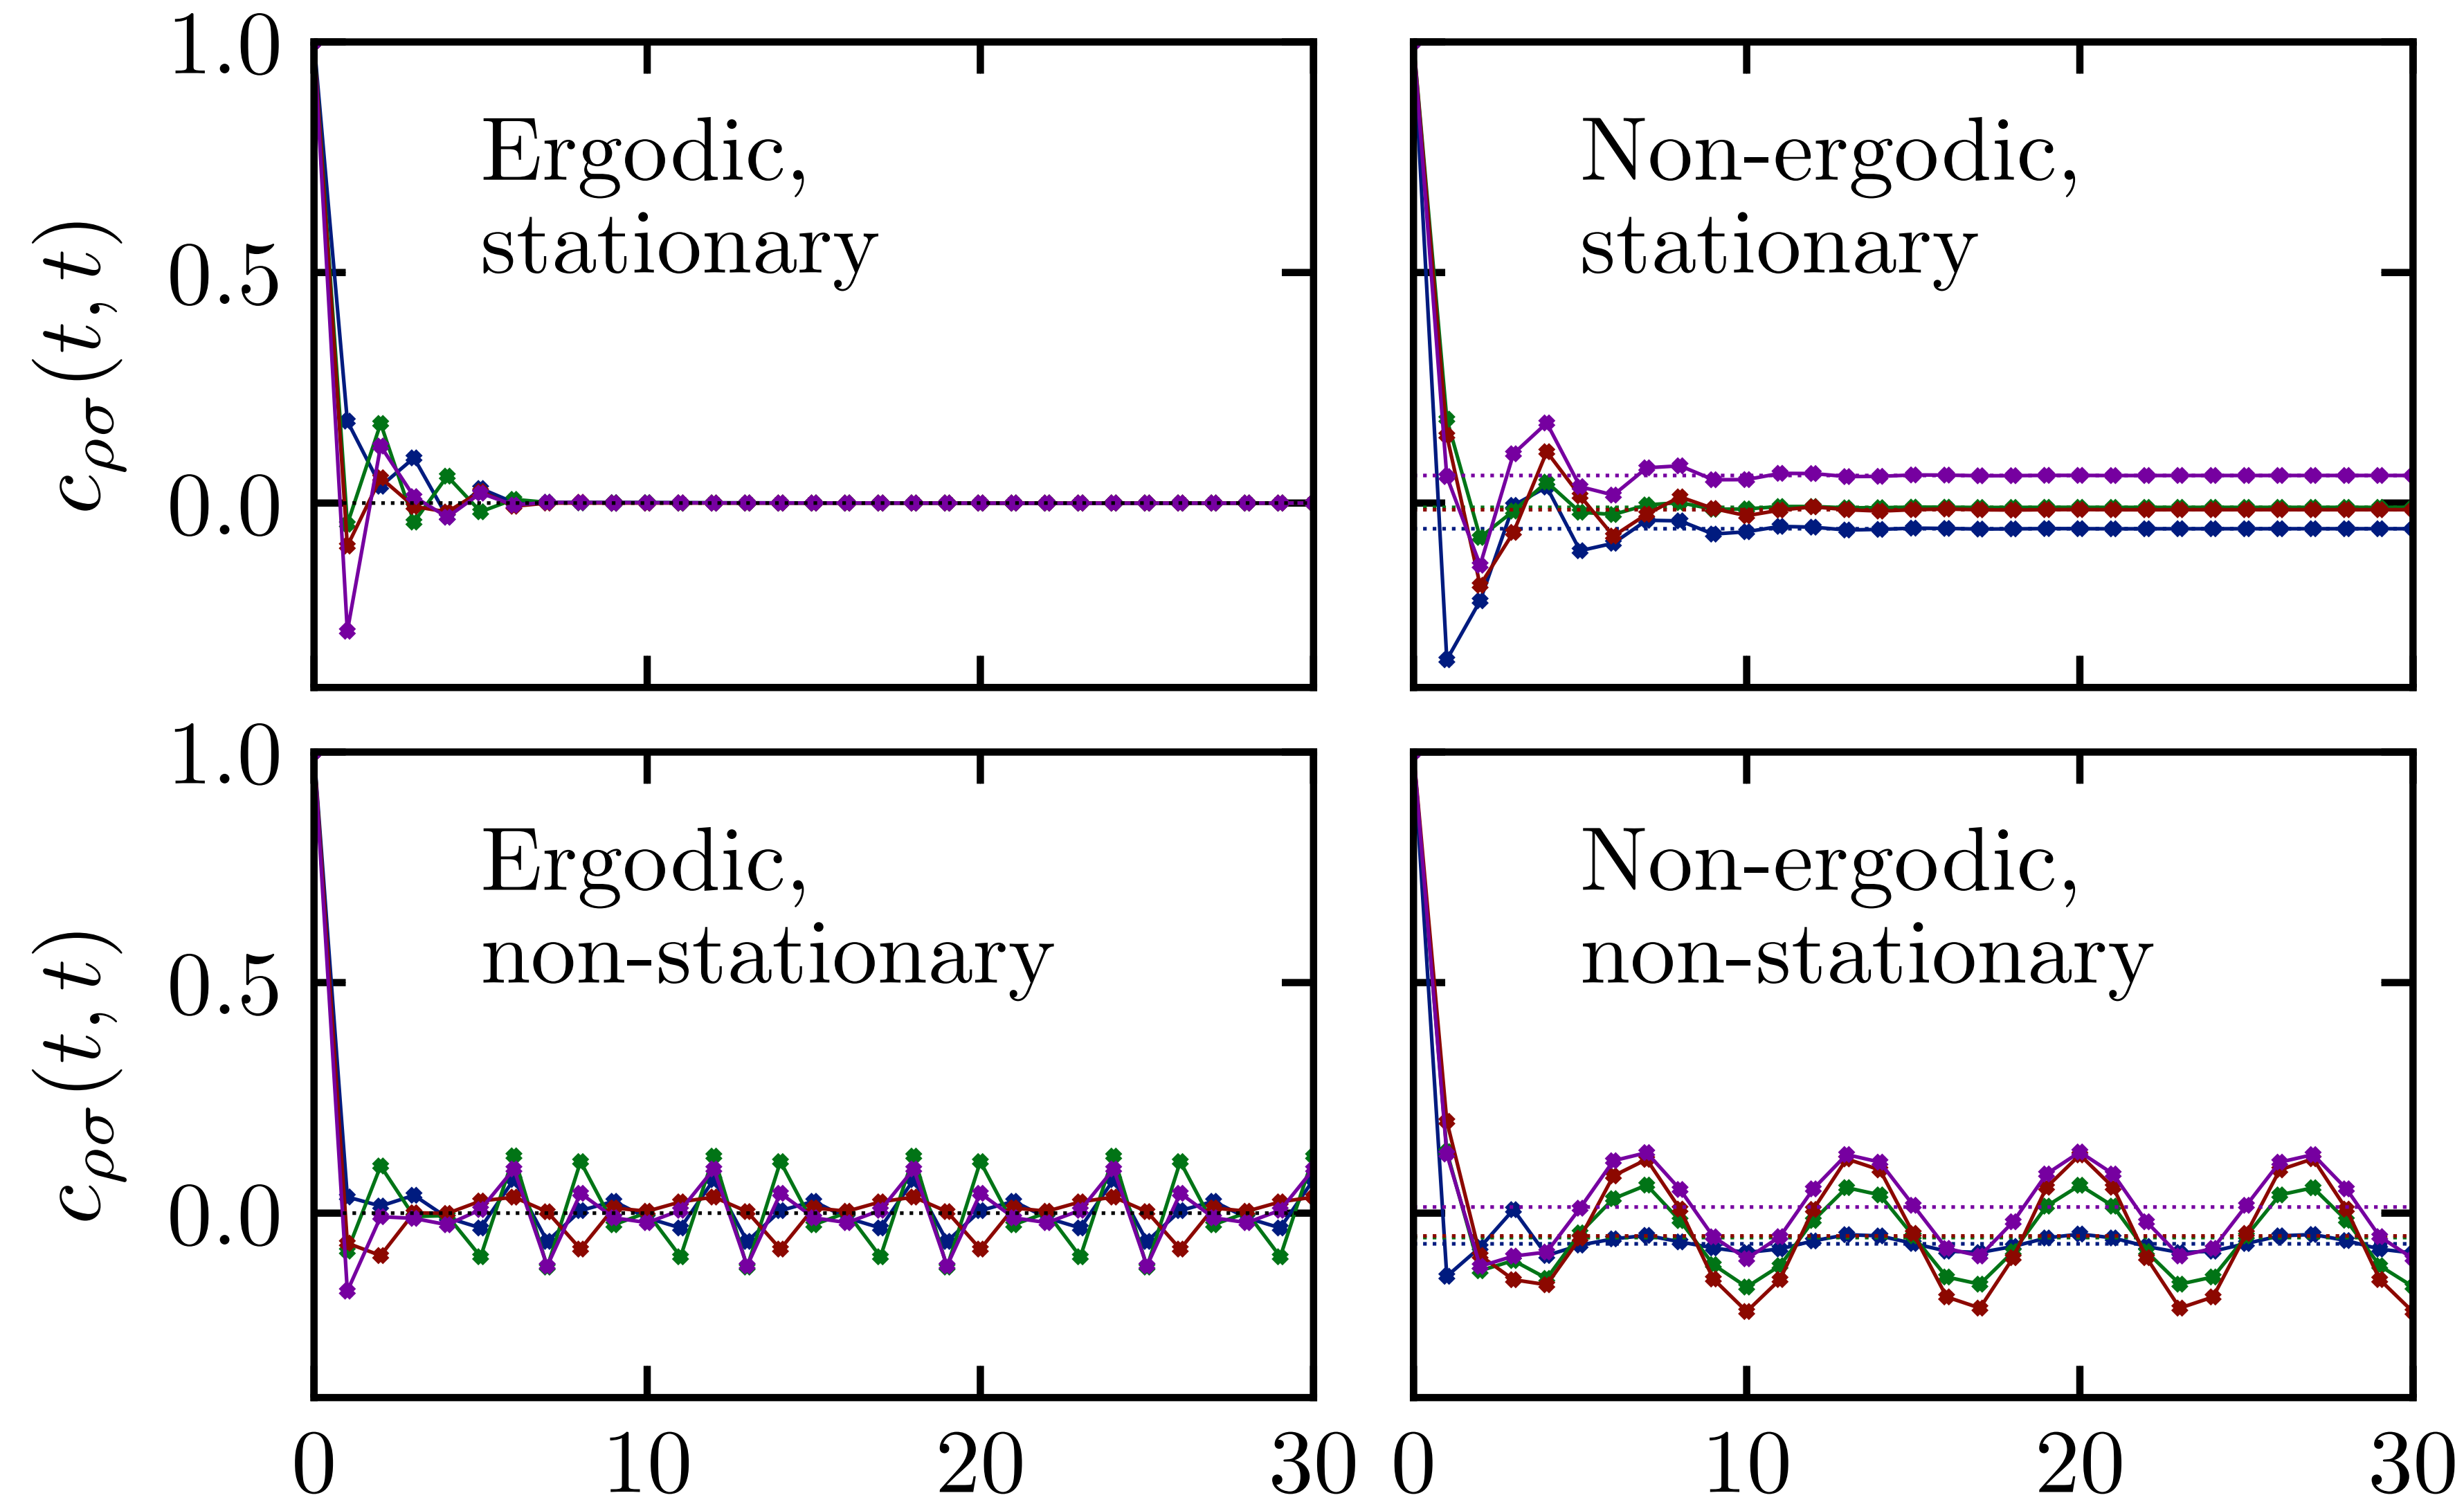 1.0
Ergodic,
stationary
0.5
0.0
c_{ρσ}(t, t)
Non-ergodic,
stationary
1.0
Ergodic,
non-stationary
0.5
0.0
c_{ρσ}(t, t)
Non-ergodic,
non-stationary
0 10 20 30
0 10 20 30